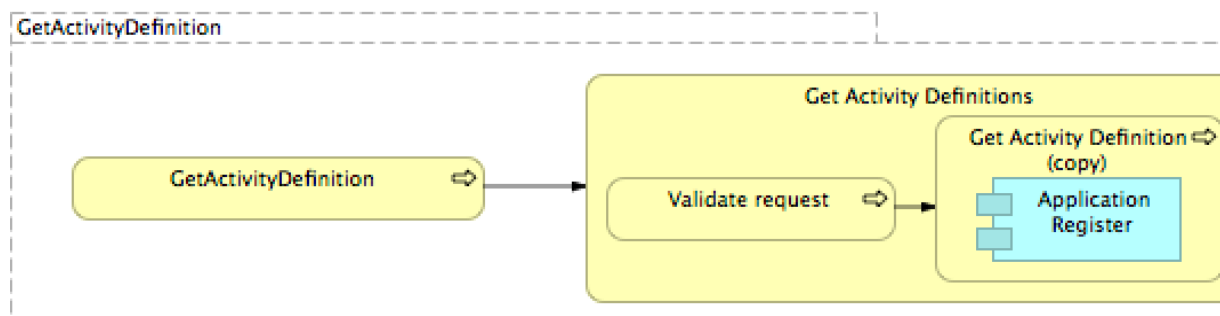 GetActivityDefinition
Get Activity Definitions
GetActivityDefinition
Validate request
Get Activity Definition
(copy)
Application
Register